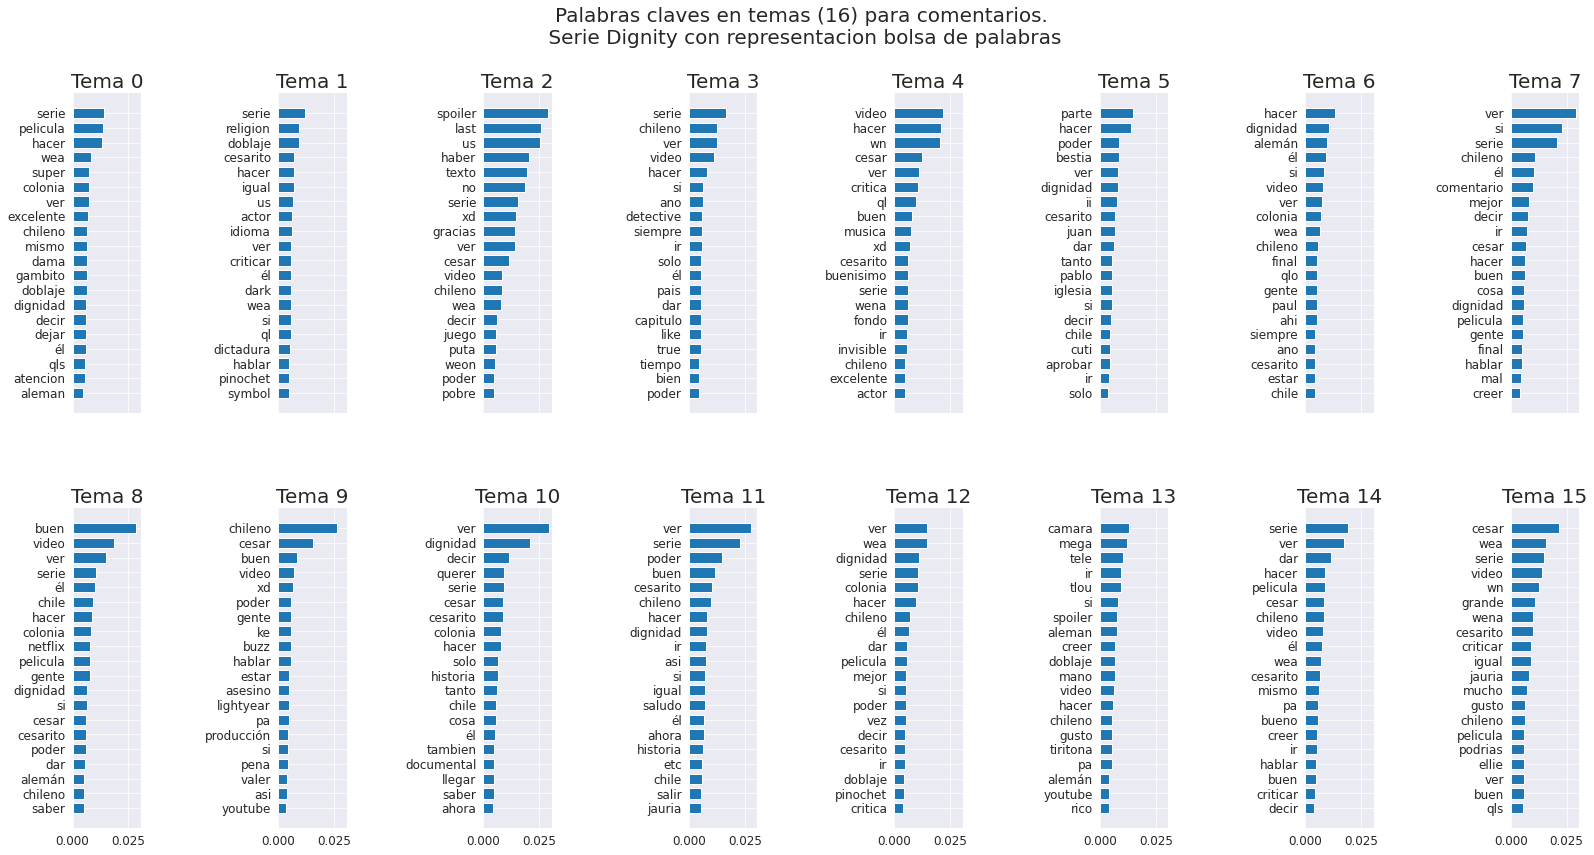 Palabras claves en temas (16) para comentarios.
Serie Dignity con representacion bolsa de palabras
Tema 0
serie
pelicula
hacer
wea
super
colonia
ver
excelente
chileno
mismo
dama
gambito
doblaje
dignidad
decir
dejar
él
qls
atencion
aleman
Tema 1
serie
religion
doblaje
cesarito
hacer
igual
us
actor
idioma
ver
criticar
él
dark
wea
si
ql
dictadura
hablar
pinochet
symbol
Tema 2
spoiler
last
us
haber
texto
no
serie
xd
gracias
ver
cesar
video
chileno
wea
decir
juego
puta
weon
poder
pobre
Tema 3
serie
chileno
ver
video
hacer
si
ano
detective
siempre
ir
solo
él
pais
dar
capitulo
like
true
tiempo
bien
poder
Tema 4
video
hacer
wn
cesar
ver
critica
ql
buen
musica
xd
cesarito
buenisimo
serie
wena
fondo
ir
invisible
chileno
excelente
actor
Tema 5
parte
hacer
poder
bestia
ver
dignidad
ii
cesarito
juan
dar
tanto
pablo
iglesia
si
decir
chile
cuti
aprobar
ir
solo
Tema 6
hacer
dignidad
alemán
él
si
video
ver
colonia
wea
chileno
final
qlo
gente
paul
ahi
siempre
ano
cesarito
estar
chile
Tema 7
ver
si
serie
chileno
él
comentario
mejor
decir
ir
cesar
hacer
buen
cosa
dignidad
pelicula
gente
final
hablar
mal
creer
Tema 8
buen
video
ver
serie
él
chile
hacer
colonia
netflix
pelicula
gente
dignidad
si
cesar
cesarito
poder
dar
alemán
chileno
saber
0.000 0.025
Tema 9
chileno
cesar
buen
video
xd
poder
gente
ke
buzz
hablar
estar
asesino
lightyear
pa
producción
si
pena
valer
asi
youtube
0.000 0.025
Tema 10
ver
dignidad
decir
querer
serie
cesar
cesarito
colonia
hacer
solo
historia
tanto
chile
cosa
él
tambien
documental
llegar
saber
ahora
0.000 0.025
Tema 11
ver
serie
poder
buen
cesarito
chileno
hacer
dignidad
ir
asi
si
igual
saludo
él
ahora
historia
etc
chile
salir
jauria
0.000 0.025
Tema 12
ver
wea
dignidad
serie
colonia
hacer
chileno
él
dar
pelicula
mejor
si
poder
vez
decir
cesarito
ir
doblaje
pinochet
critica
0.000 0.025
Tema 13
camara
mega
tele
ir
tlou
si
spoiler
aleman
creer
doblaje
mano
video
hacer
chileno
gusto
tiritona
pa
alemán
youtube
rico
0.000 0.025
Tema 14
serie
ver
dar
hacer
pelicula
cesar
chileno
video
él
wea
cesarito
mismo
pa
bueno
creer
ir
hablar
buen
criticar
decir
0.000 0.025
Tema 15
cesar
wea
serie
video
wn
grande
wena
cesarito
criticar
igual
jauria
mucho
gusto
chileno
pelicula
podrias
ellie
ver
buen
qls
0.000 0.025